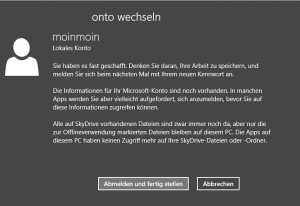 onto wechseln
moinmoin
Lokales Konto
Sie haben es fast geschafft. Denken Sie daran, Ihre Arbeit zu speichern, und
melden Sie sich beim nächsten Mal mit Ihrem neuen Kennwort an.
Die Informationen für Ihr Microsoft-Konto sind noch vorhanden. In manchen
Apps werden Sie aber vielleicht aufgefordert, sich anzumelden, bevor Sie auf
diese Informationen zugreifen können.
Alle auf SkyDrive vorhandenen Dateien sind zwar immer noch da, aber nur die
zur Offlineverwendung markierten Dateien bleiben auf diesem PC. Die Apps auf
diesem PC haben keinen Zugriff mehr auf Ihre SkyDrive-Dateien oder -Ordner.
Abmelden und fertig stellen
Abbrechen